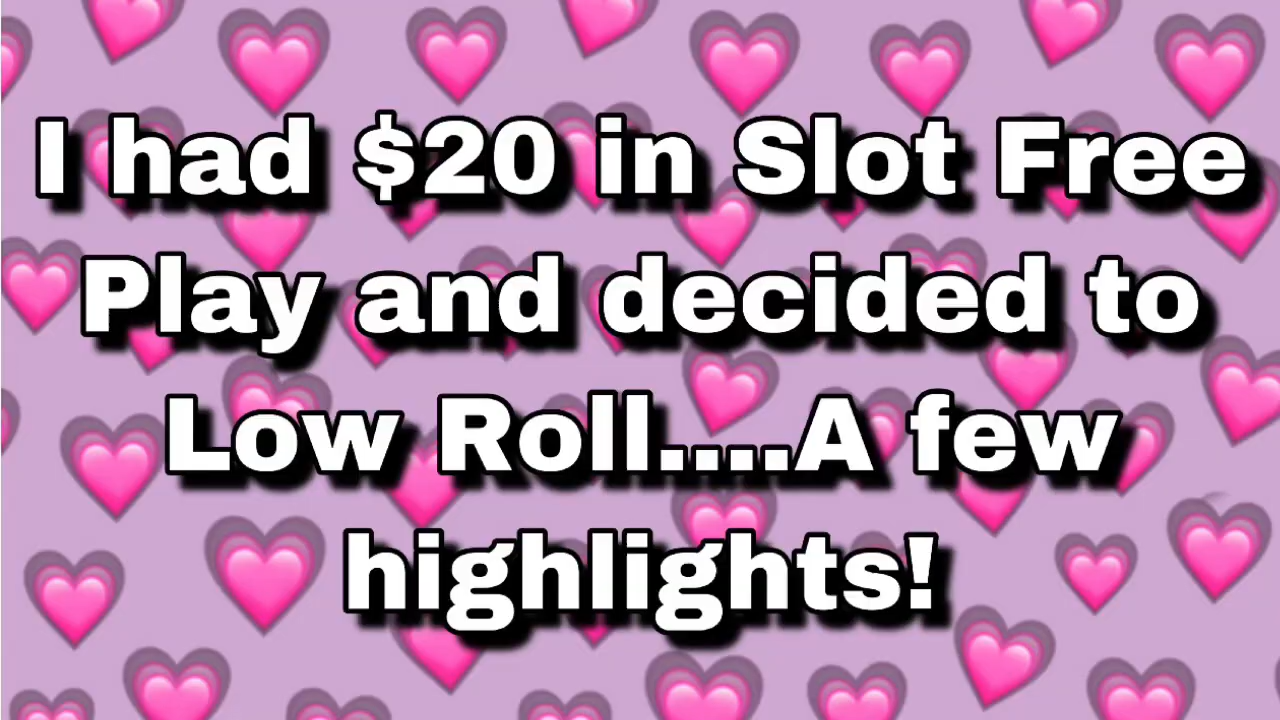 I had $20 in Slot Free
Play and decided to
Low Roll....A few
highlights!